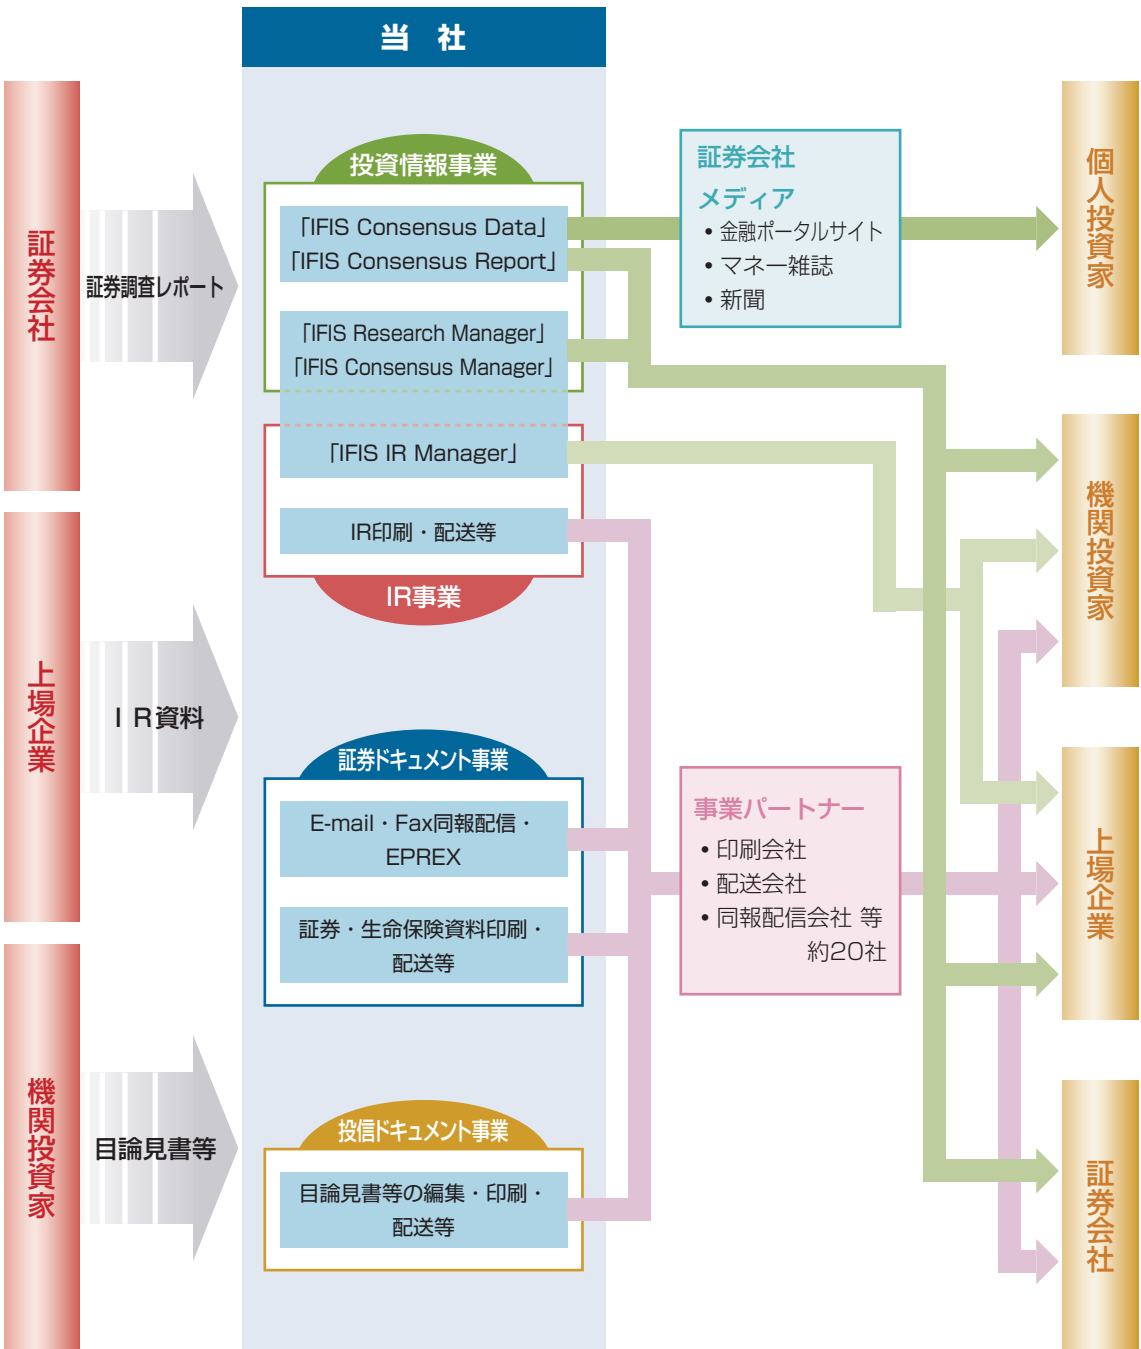 当 社
証券会社
証券調査レポート
上場企業
ＩＲ資料
機関投資家
目論見書等
投資情報事業
「IFIS Consensus Data」
「IFIS Consensus Report」
「IFIS Research Manager」
「IFIS Consensus Manager」
「IFIS IR Manager」
IR印刷・配送等
IR事業
証券ドキュメント事業
E-mail・Fax同報配信・
EPREX
証券・生命保険資料印刷・
配送等
投信ドキュメント事業
目論見書等の編集・印刷・
配送等
証券会社
メディア
•金融ポータルサイト
•マネー雑誌
•新聞
事業パートナー
•印刷会社
•配送会社
•同報配信会社 等
約20社
個人投資家
機関投資家
上場企業
証券会社